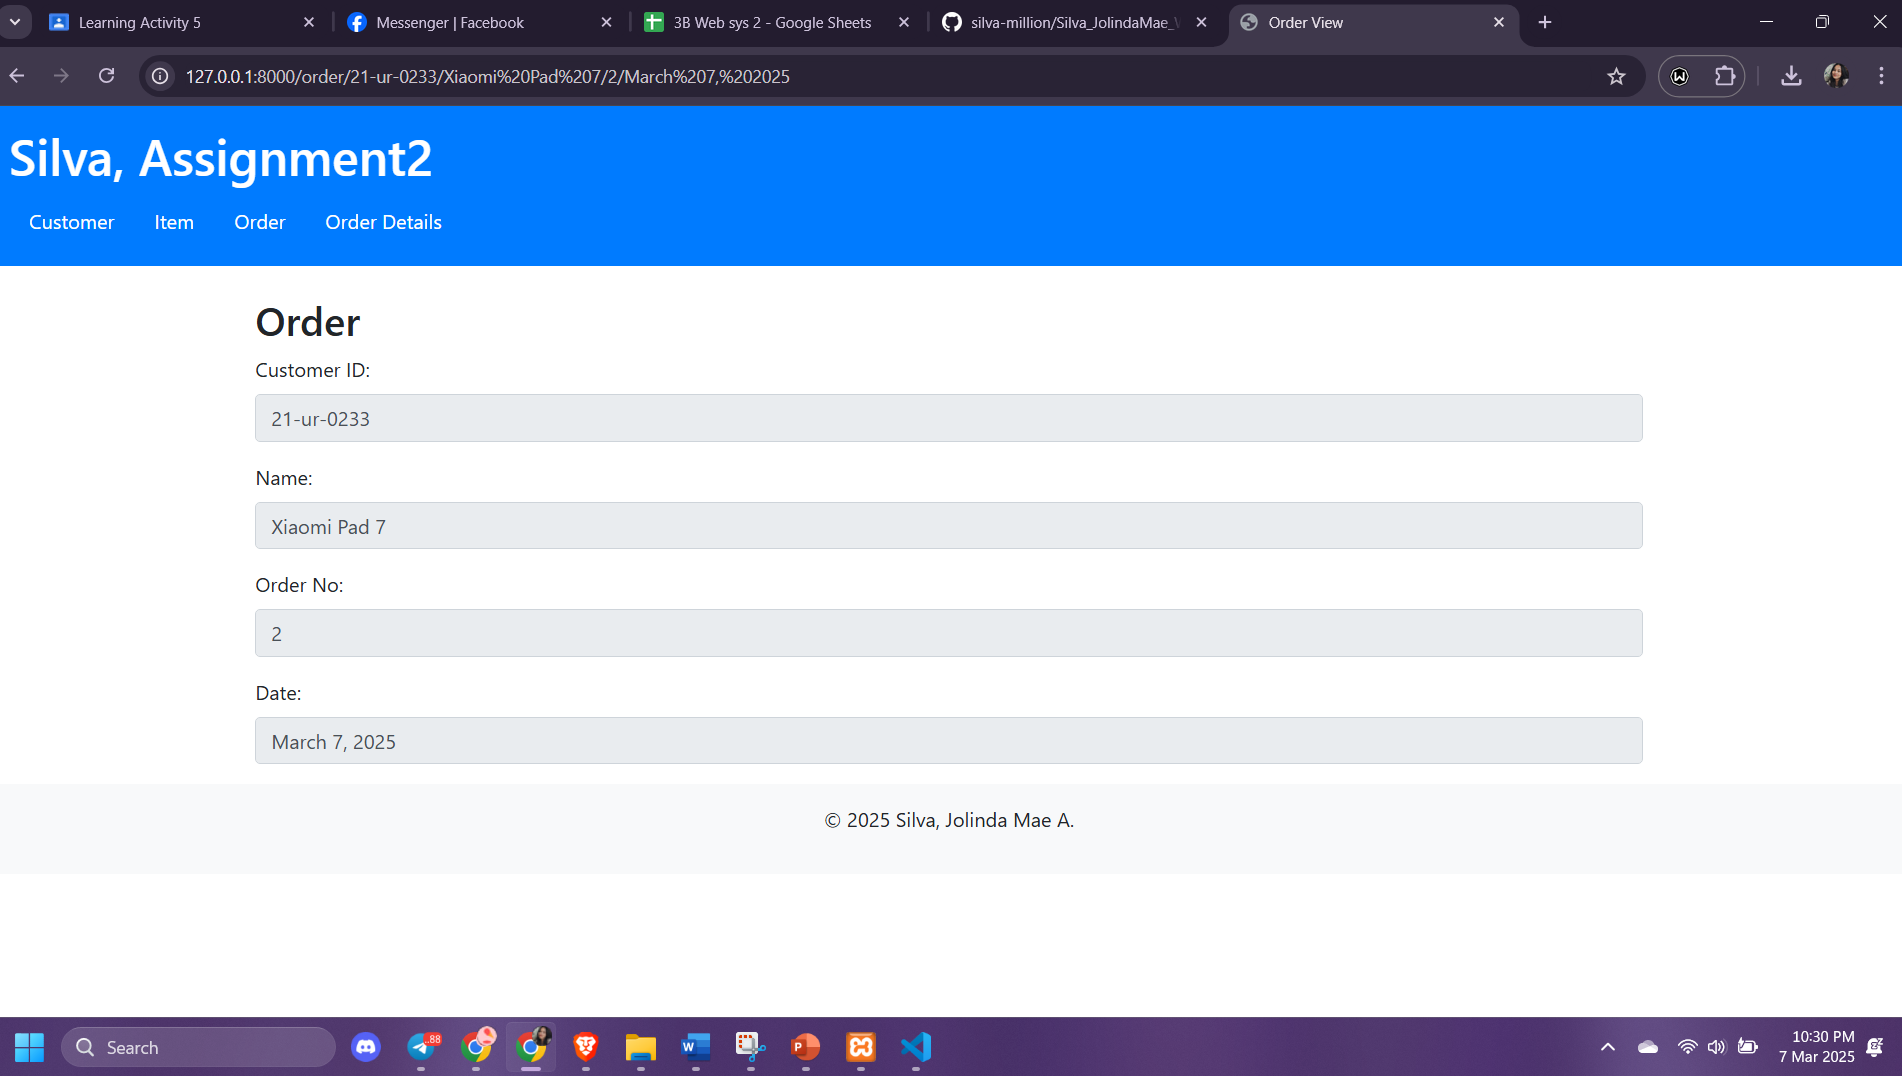 Learning Activity 5
Messenger | Facebook
3B Web sys 2 - Google Sheets
silva-million/Silva_JolindaMae_
Order View
127.0.0.1:8000/order/21-ur-0233/Xiaomi%20Pad%207/2/March%207,%202025
Silva, Assignment2
Customer Item Order Order Details
Order
Customer ID:
21-ur-0233
Name:
Xiaomi Pad 7
Order No:
2
Date:
March 7, 2025
© 2025 Silva, Jolinda Mae A.
Search
88
10:30 PM
7 Mar 2025